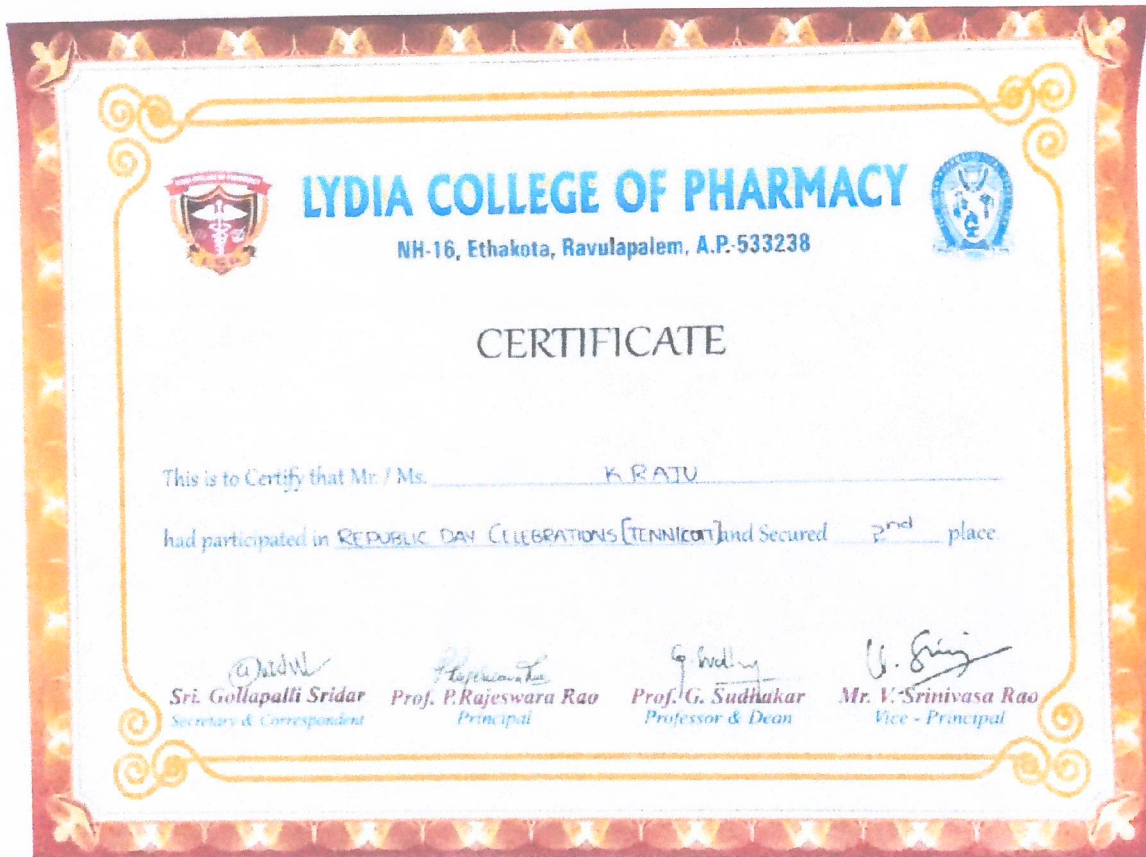 LYDIA COLLEGE OF PHARMACY
NH-16, Ethakota, Ravulapalem, A.P.-533238
CERTIFICATE
This is to Certify that Mr. / Ms. K RAJU
had participated in REPUBLIC DAY CELEBRATIONS [TENNICOIT] and Secured 2nd place.
Sri. Gollapalli Sridar Prof. P.Rajeswara Rao Prof. G. Sudhakar Mr. V. Srinivasa Rao
Secretary & Correspondent Principal Professor & Dean Vice - Principal